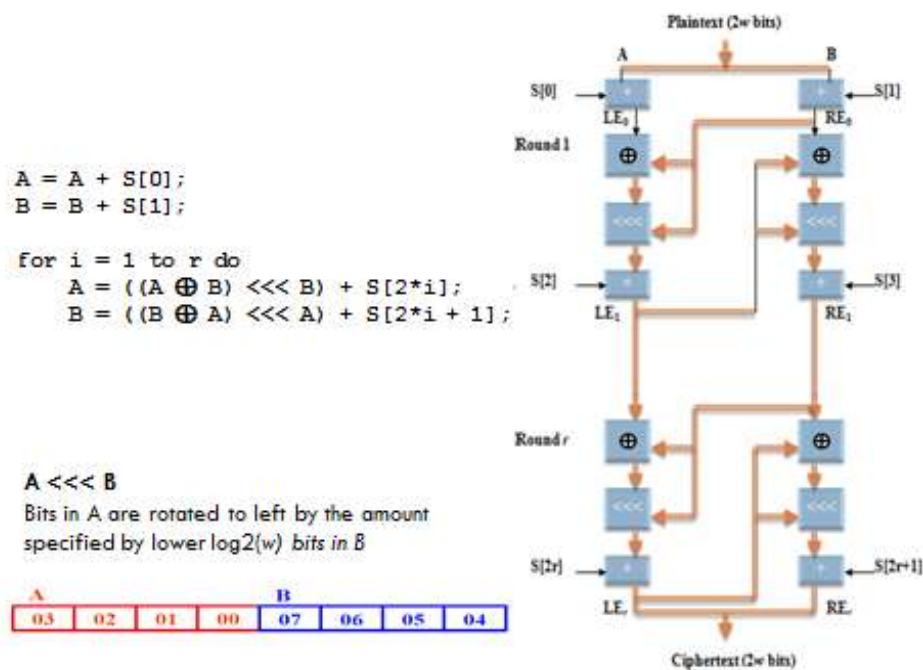 A = A + S[0];
B = B + S[1];
for i = 1 to r do
A = ((A ⊕ B) <<< B) + S[2*i];
B = ((B ⊕ A) <<< A) + S[2*i + 1];
A <<< B
Bits in A are rotated to left by the amount
specified by lower log2(w) bits in B
A B
03 02 01 00 07 06 05 04
Plaintext (2w bits)
A B
S[0] + + S[1]
LE₀ RE₀
Round 1 ⊕ ⊕
<<< <<<
S[2] + + S[3]
LE₁ RE₁
Round r ⊕ ⊕
<<< <<<
S[2r] + + S[2r+1]
LEᵣ REᵣ
Ciphertext (2w bits)